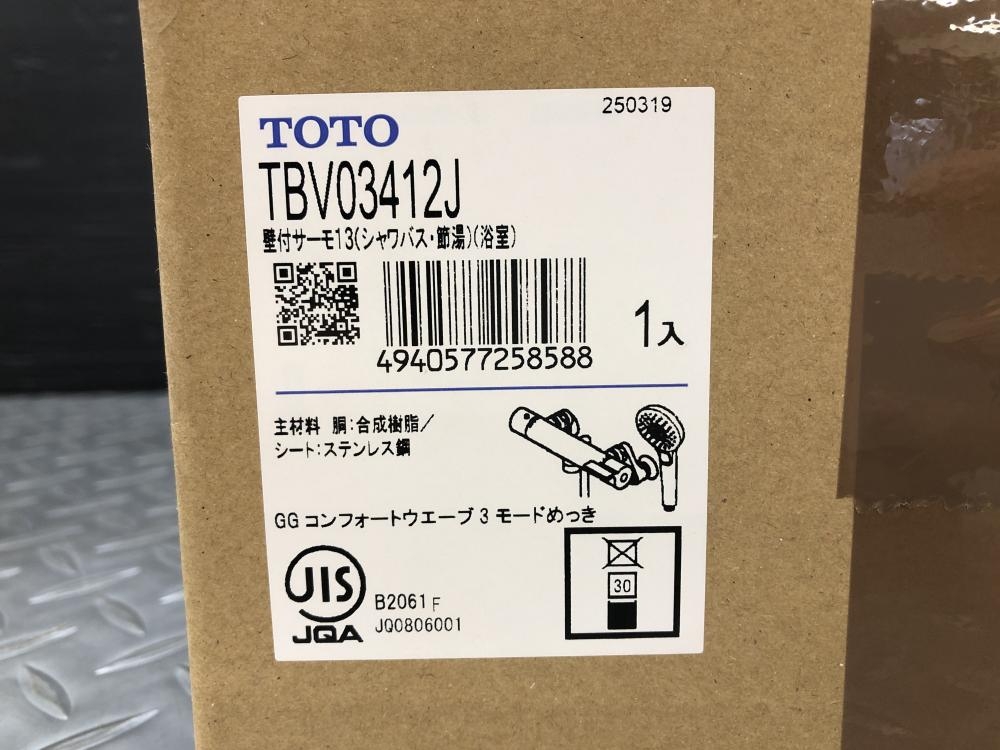 250319
TOTO
TBV03412J
壁付サーモ13(シャワバス・節湯)(浴室)
4940577258588
1入
主材料 胴:合成樹脂/
シート:ステンレス鋼
GG コンフォートウエーブ 3 モードめっき
30
JIS
JQA
B2061 F
JQ0806001